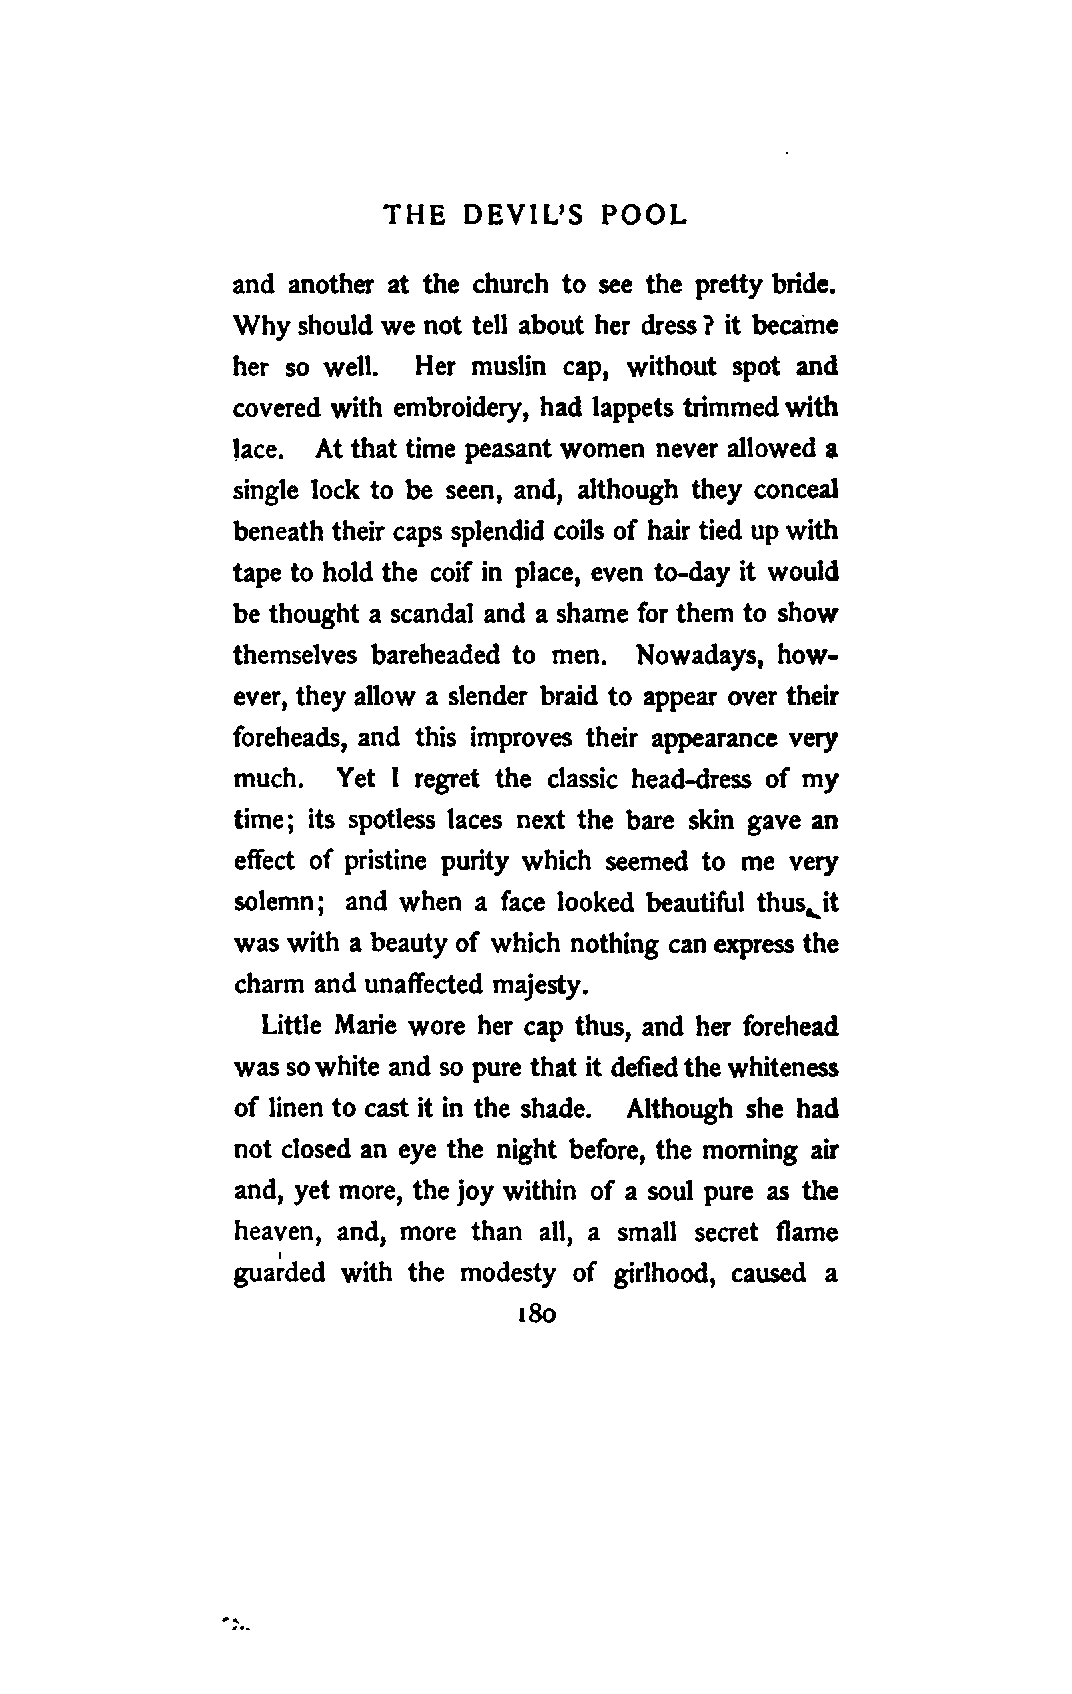 THE DEVIL'S POOL
and another at the church to see the pretty bride.
Why should we not tell about her dress? it became
her so well. Her muslin cap, without spot and
covered with embroidery, had lappets trimmed with
lace. At that time peasant women never allowed a
single lock to be seen, and, although they conceal
beneath their caps splendid coils of hair tied up with
tape to hold the coif in place, even to-day it would
be thought a scandal and a shame for them to show
themselves bareheaded to men. Nowadays, how-
ever, they allow a slender braid to appear over their
foreheads, and this improves their appearance very
much. Yet I regret the classic head-dress of my
time; its spotless laces next the bare skin gave an
effect of pristine purity which seemed to me very
solemn; and when a face looked beautiful thus, it
was with a beauty of which nothing can express the
charm and unaffected majesty.
Little Marie wore her cap thus, and her forehead
was so white and so pure that it defied the whiteness
of linen to cast it in the shade. Although she had
not closed an eye the night before, the morning air
and, yet more, the joy within of a soul pure as the
heaven, and, more than all, a small secret flame
guarded with the modesty of girlhood, caused a
180